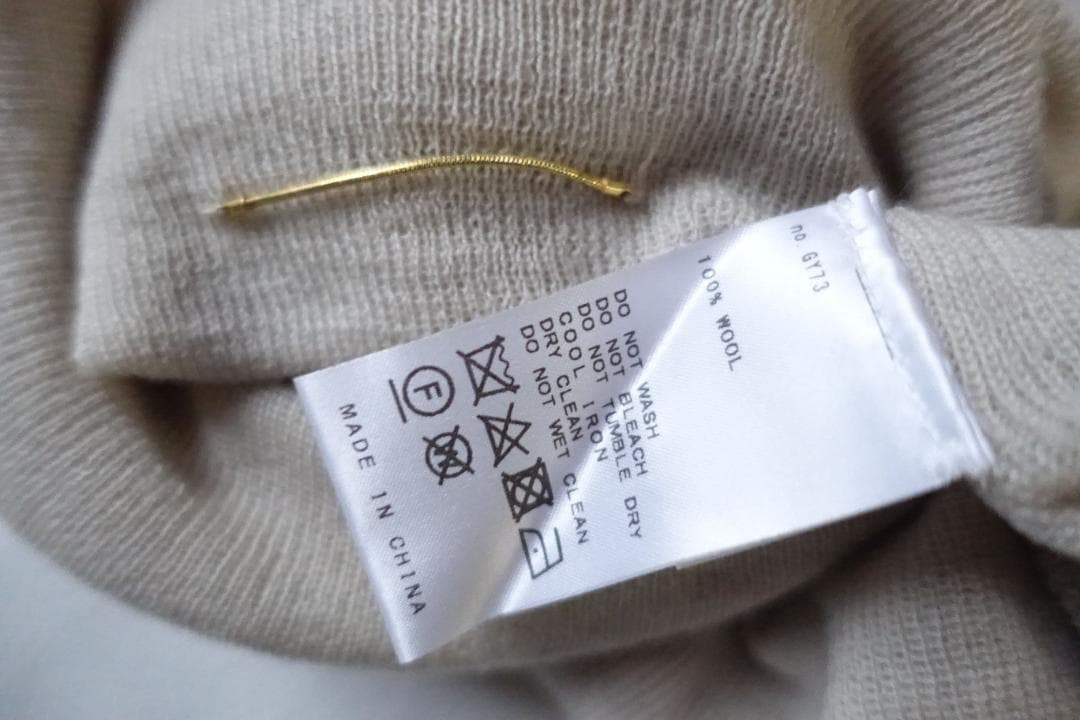 no GY73
100% WOOL
DO NOT WASH
DO NOT BLEACH
DO NOT TUMBLE DRY
COOL IRON
DRY CLEAN
DO NOT WET CLEAN
F
W
MADE IN CHINA